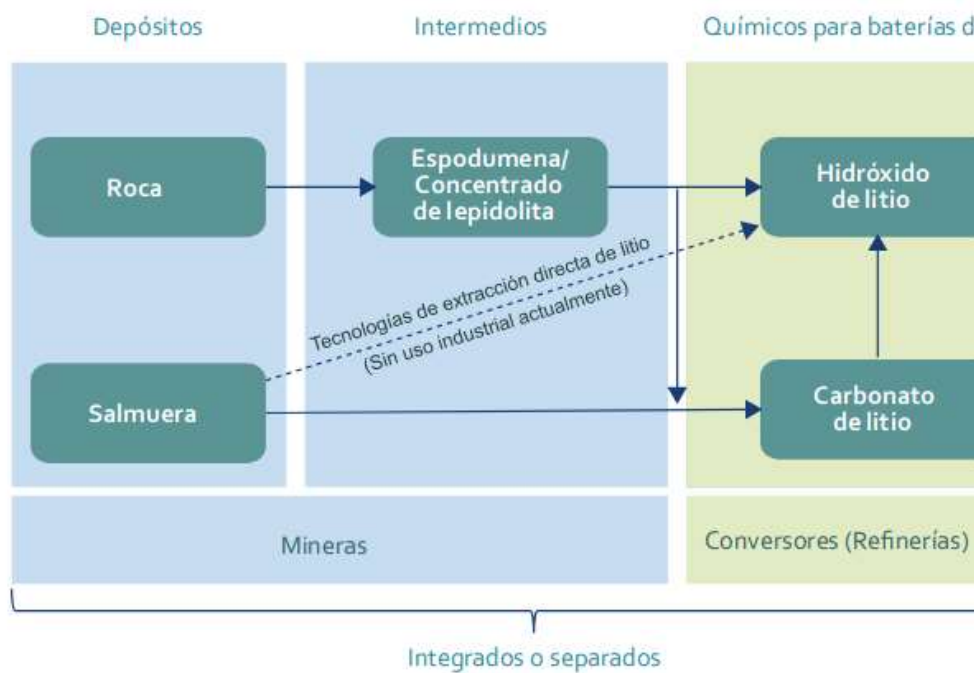 Depósitos
Intermedios
Químicos para baterías d
Roca
Espodumena/
Concentrado
de lepidolita
Hidróxido
de litio
Tecnologías de extracción directa de litio
(Sin uso industrial actualmente)
Salmuera
Carbonato
de litio
Mineras
Conversores (Refinerías)
Integrados o separados